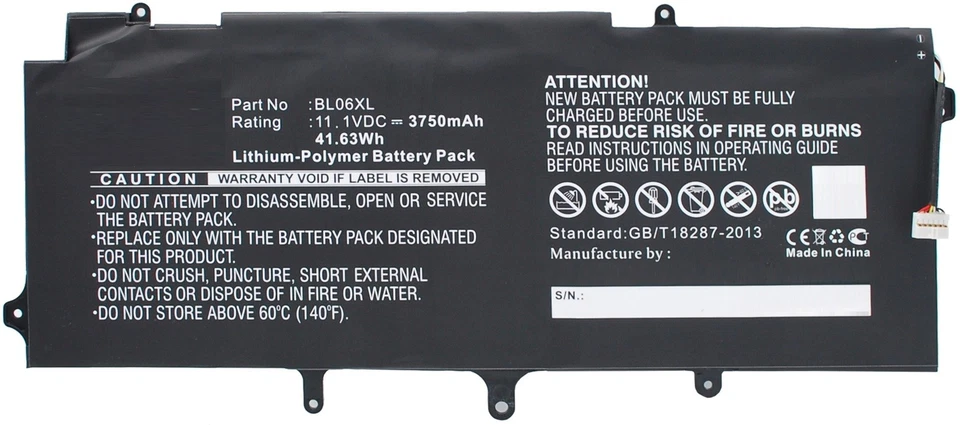 Part No :BL06XL
Rating :11.1VDC ⎓ 3750mAh
41.63Wh
Lithium-Polymer Battery Pack
CAUTION WARRANTY VOID IF LABEL IS REMOVED
•DO NOT ATTEMPT TO DISASSEMBLE, OPEN OR SERVICE
THE BATTERY PACK.
•REPLACE ONLY WITH THE BATTERY PACK DESIGNATED
FOR THIS PRODUCT.
•DO NOT CRUSH, PUNCTURE, SHORT EXTERNAL
CONTACTS OR DISPOSE OF IN FIRE OR WATER.
•DO NOT STORE ABOVE 60°C (140°F).
- 
+
ATTENTION!
NEW BATTERY PACK MUST BE FULLY
CHARGED BEFORE USE.
TO REDUCE RISK OF FIRE OR BURNS
READ INSTRUCTIONS IN OPERATING GUIDE
BEFORE USING THE BATTERY.
pb
Standard:GB/T18287-2013
Manufacture by :
CE
Made In China
S/N.: